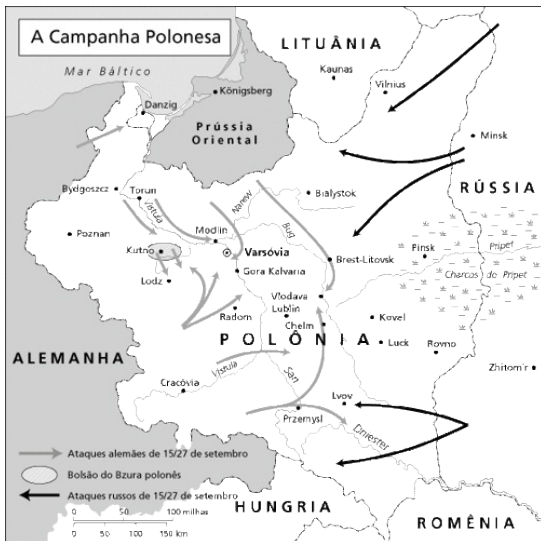 A Campanha Polonesa
LITUÂNIA
Mar Báltico
Kaunas
Vilnius
Königsberg
Danzig
Prússia
Oriental
Minsk
RÚSSIA
Bydgoszcz
Torun
Vístula
Narew
Bialystok
Bug
Poznan
Modlin
Varsóvia
Kutno
Gora Kalvaria
Brest-Litovsk
Pinsk
Pripet
Charcos de Pripet
Lodz
Vlodava
Radom
Lublin
Chelm
Kovel
POLÔNIA
Luck
Rovno
ALEMANHA
Zhitom'r
Cracóvia
Vístula
San
Lvov
Przemysl
Dniester
Ataques alemães de 15/27 de setembro
Bolsão do Bzura polonês
Ataques russos de 15/27 de setembro
0 50 100 milhas
0 50 100 150 km
HUNGRIA
ROMÊNIA